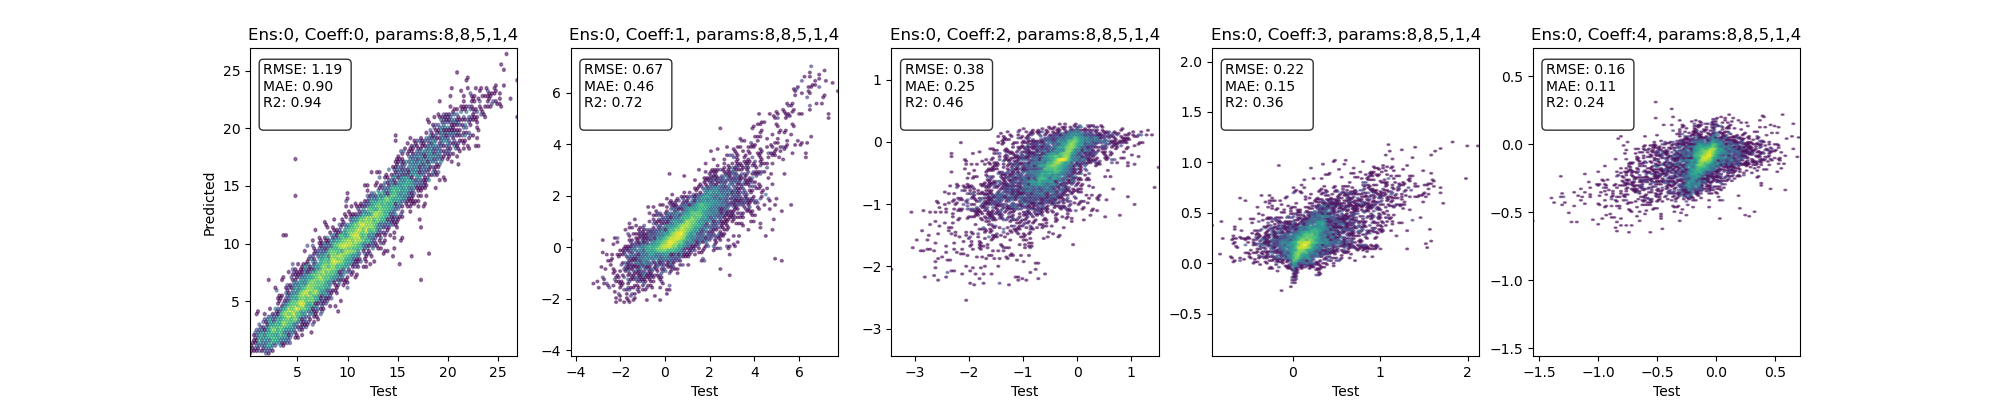 Ens:0, Coeff:0, params:8,8,5,1,4
RMSE: 1.19
MAE: 0.90
R2: 0.94
25
20
15
10
5
Predicted
5 10 15 20 25
Test
Ens:0, Coeff:1, params:8,8,5,1,4
RMSE: 0.67
MAE: 0.46
R2: 0.72
6
4
2
0
−2
−4
−4 −2 0 2 4 6
Test
Ens:0, Coeff:2, params:8,8,5,1,4
RMSE: 0.38
MAE: 0.25
R2: 0.46
1
0
−1
−2
−3
−3 −2 −1 0 1
Test
Ens:0, Coeff:3, params:8,8,5,1,4
RMSE: 0.22
MAE: 0.15
R2: 0.36
2.0
1.5
1.0
0.5
0.0
−0.5
0 1 2
Test
Ens:0, Coeff:4, params:8,8,5,1,4
RMSE: 0.16
MAE: 0.11
R2: 0.24
0.5
0.0
−0.5
−1.0
−1.5
−1.5 −1.0 −0.5 0.0 0.5
Test